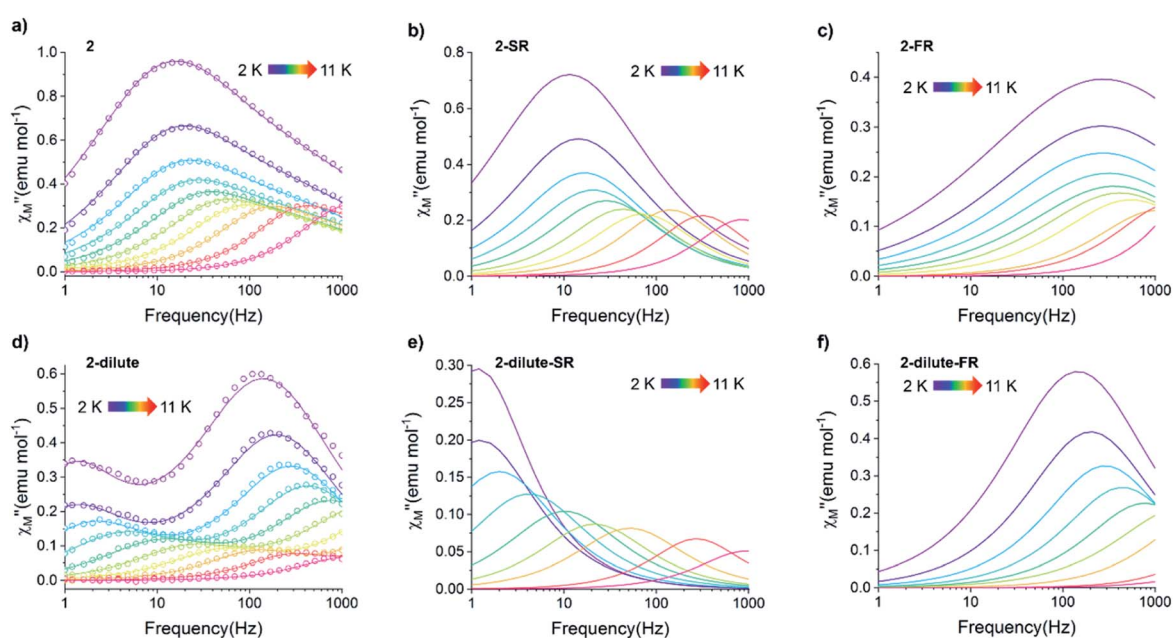 a)
2
2 K 11 K
1.0
0.8
0.6
0.4
0.2
0.0
χM''(emu mol-1)
1 10 100 1000
Frequency(Hz)
b)
2-SR
2 K 11 K
0.8
0.6
0.4
0.2
0.0
χM''(emu mol-1)
1 10 100 1000
Frequency(Hz)
c)
2-FR
2 K 11 K
0.4
0.3
0.2
0.1
0.0
χM''(emu mol-1)
1 10 100 1000
Frequency(Hz)
d)
2-dilute
2 K 11 K
0.6
0.5
0.4
0.3
0.2
0.1
0.0
χM''(emu mol-1)
1 10 100 1000
Frequency(Hz)
e)
2-dilute-SR
2 K 11 K
0.30
0.25
0.20
0.15
0.10
0.05
0.00
χM''(emu mol-1)
1 10 100 1000
Frequency(Hz)
f)
2-dilute-FR
2 K 11 K
0.6
0.5
0.4
0.3
0.2
0.1
0.0
χM''(emu mol-1)
1 10 100 1000
Frequency(Hz)